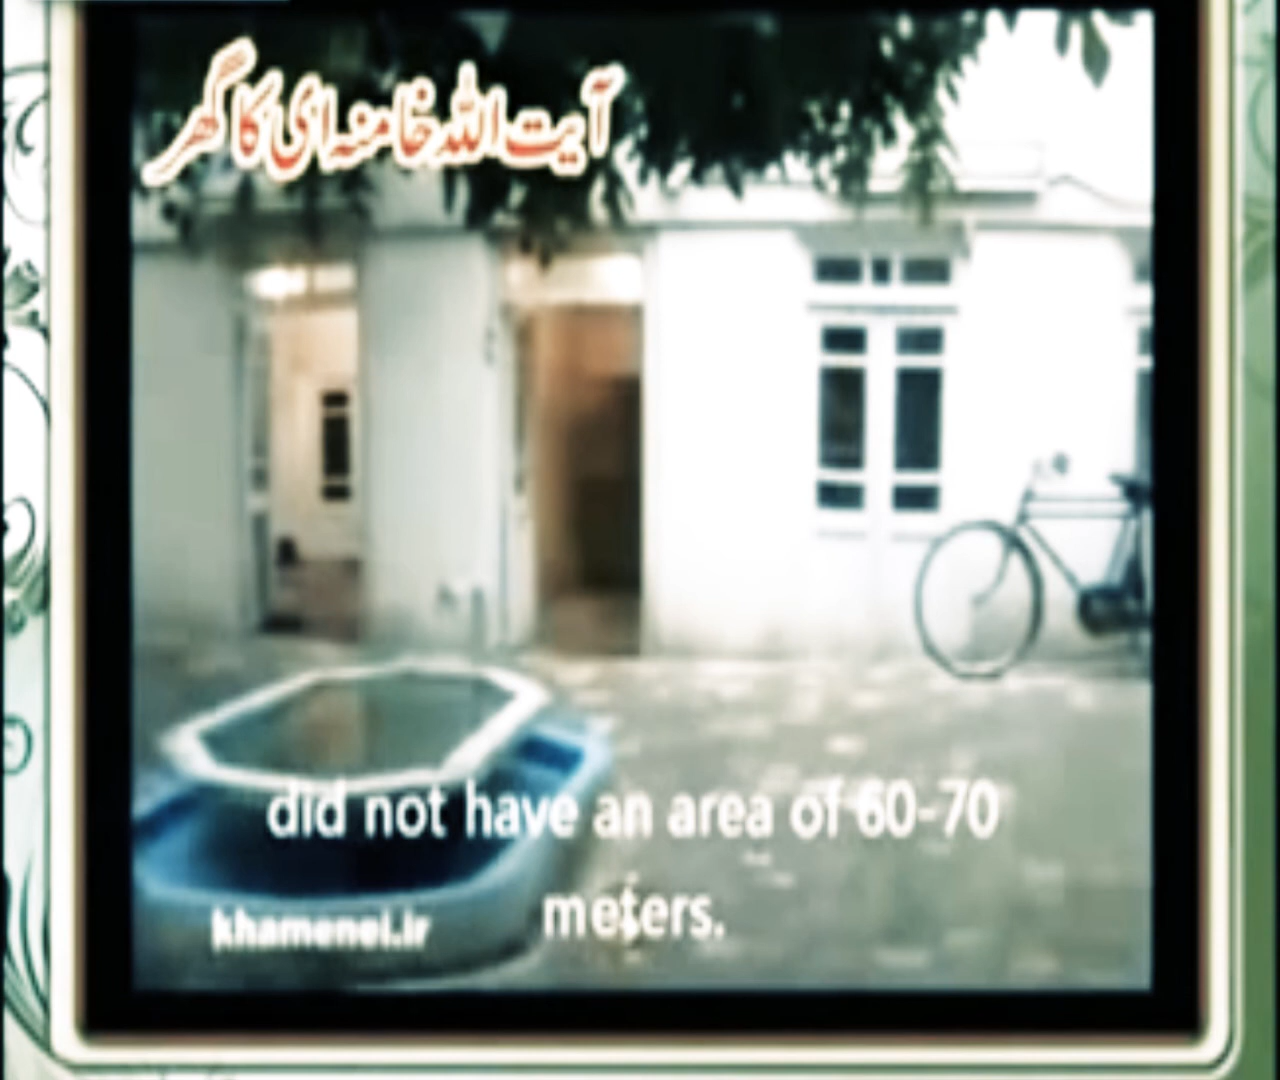 آیت اللہ خامنہ ای کا گھر
did not have an area of 60-70
meters.
khamenei.ir